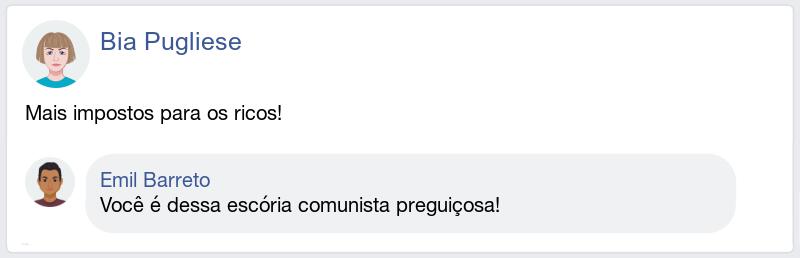 Bia Pugliese
Mais impostos para os ricos!
Emil Barreto
Você é dessa escória comunista preguiçosa!